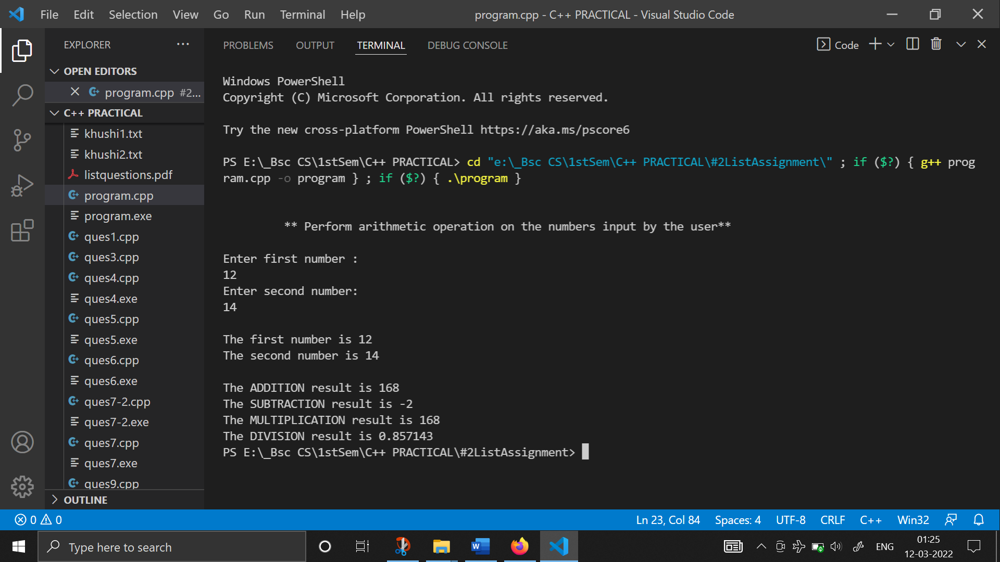 File Edit Selection View Go Run Terminal Help
program.cpp - C++ PRACTICAL - Visual Studio Code
EXPLORER
OPEN EDITORS
program.cpp #2...
C++ PRACTICAL
khushi1.txt
khushi2.txt
listquestions.pdf
program.cpp
program.exe
ques1.cpp
ques3.cpp
ques4.cpp
ques4.exe
ques5.cpp
ques5.exe
ques6.cpp
ques6.exe
ques7-2.cpp
ques7-2.exe
ques7.cpp
ques7.exe
ques9.cpp
OUTLINE
PROBLEMS OUTPUT TERMINAL DEBUG CONSOLE
Code
Windows PowerShell
Copyright (C) Microsoft Corporation. All rights reserved.
Try the new cross-platform PowerShell https://aka.ms/pscore6
PS E:\_Bsc CS\1stSem\C++ PRACTICAL> cd "e:\_Bsc CS\1stSem\C++ PRACTICAL\#2ListAssignment\" ; if ($?) { g++ prog
ram.cpp -o program } ; if ($?) { .\program }
** Perform arithmetic operation on the numbers input by the user**
Enter first number :
12
Enter second number:
14
The first number is 12
The second number is 14
The ADDITION result is 168
The SUBTRACTION result is -2
The MULTIPLICATION result is 168
The DIVISION result is 0.857143
PS E:\_Bsc CS\1stSem\C++ PRACTICAL\#2ListAssignment>
0 0
Ln 23, Col 84 Spaces: 4 UTF-8 CRLF C++ Win32
Type here to search
W
ENG
01:25
12-03-2022